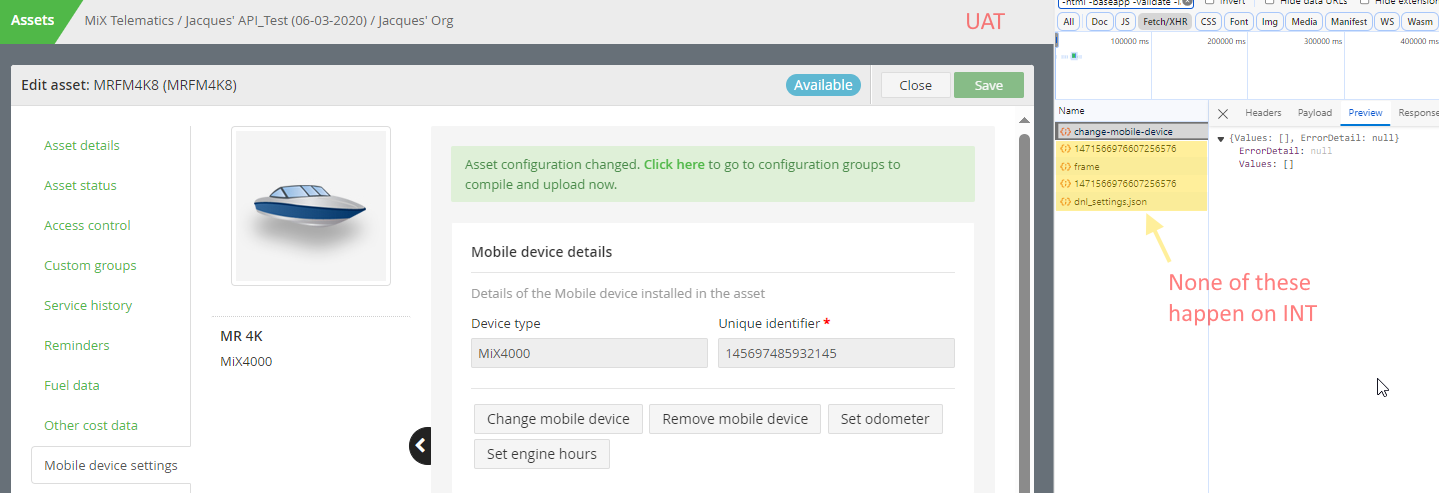 Assets
MiX Telematics / Jacques' API_Test (06-03-2020) / Jacques' Org
UAT
Edit asset: MRFM4K8 (MRFM4K8)
Available
Close
Save
Asset details
Asset status
Access control
Custom groups
Service history
Reminders
Fuel data
Other cost data
Mobile device settings
MR 4K
MiX4000
Asset configuration changed. Click here to go to configuration groups to
compile and upload now.
Mobile device details
Details of the Mobile device installed in the asset
Device type
Unique identifier *
MiX4000
145697485932145
Change mobile device
Remove mobile device
Set odometer
Set engine hours
-html -baseapp -validate
Invert
Hide data URLs
Hide extension
All
Doc
JS
Fetch/XHR
CSS
Font
Img
Media
Manifest
WS
Wasm
100000 ms
200000 ms
300000 ms
400000 ms
Name
Headers
Payload
Preview
Response
change-mobile-device
1471566976607256576
frame
1471566976607256576
dnl_settings.json
{Values: [], ErrorDetail: null}
ErrorDetail: null
Values: []
None of these
happen on INT